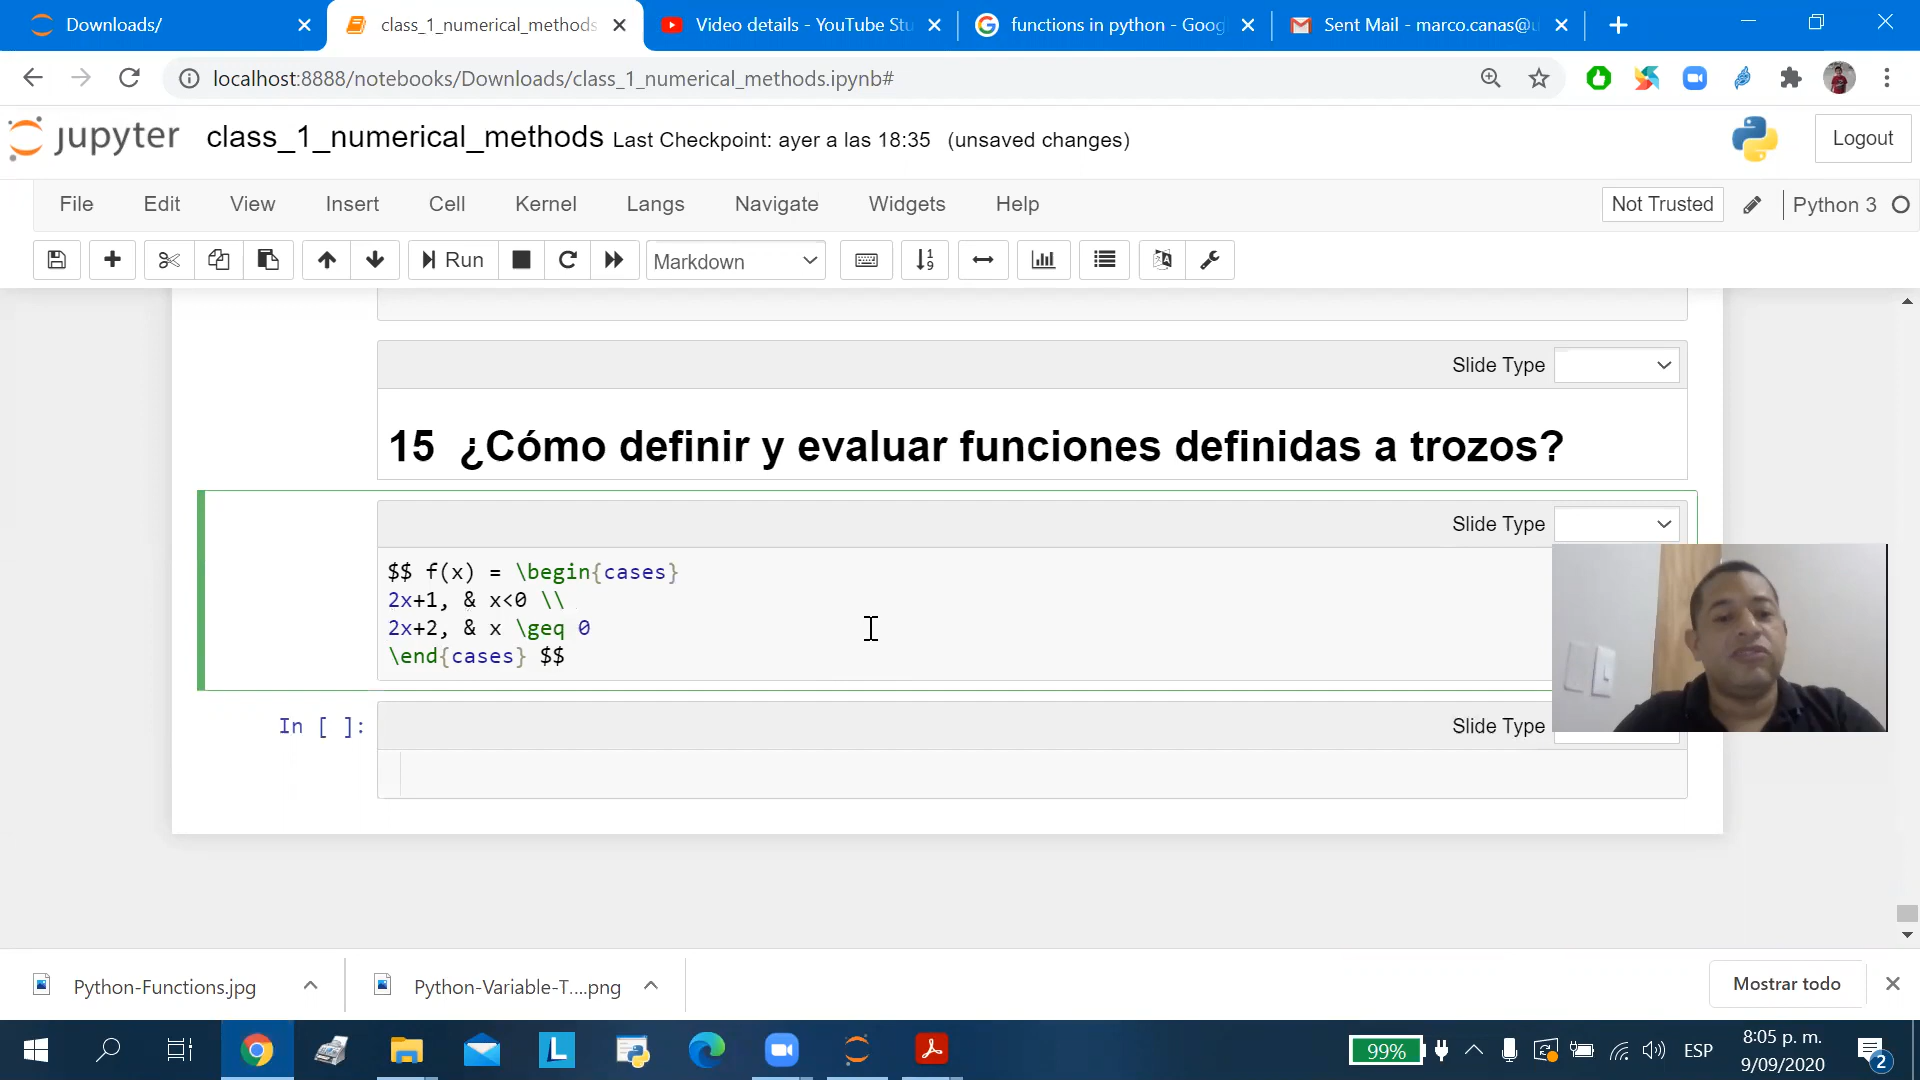 Downloads/
class_1_numerical_methods
Video details - YouTube Stu
functions in python - Goog
Sent Mail - marco.canas@u
localhost:8888/notebooks/Downloads/class_1_numerical_methods.ipynb#
jupyter
class_1_numerical_methods Last Checkpoint: ayer a las 18:35 (unsaved changes)
Logout
File Edit View Insert Cell Kernel Langs Navigate Widgets Help
Not Trusted
Python 3
Run
Markdown
Slide Type
15 ¿Cómo definir y evaluar funciones definidas a trozos?
Slide Type
$$ f(x) = \begin{cases}
2x+1, & x<0 \\
2x+2, & x \geq 0
\end{cases} $$
In [ ]:
Slide Type
Python-Functions.jpg
Python-Variable-T....png
Mostrar todo
99%
ESP
8:05 p. m.
9/09/2020
2